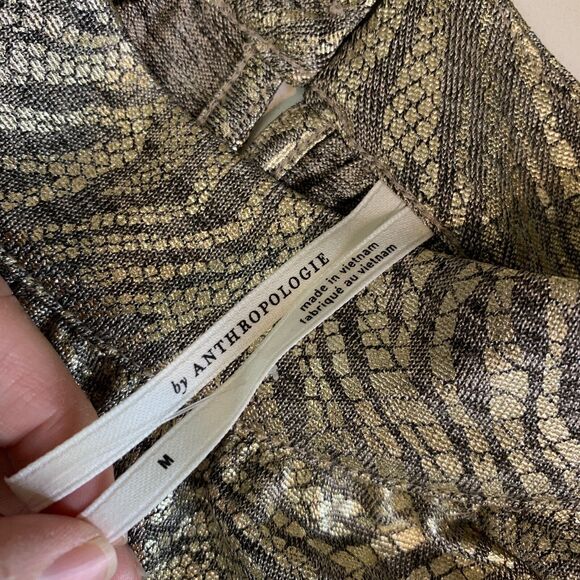 by ANTHROPOLOGIE
made in vietnam
fabriqué au vietnam
M